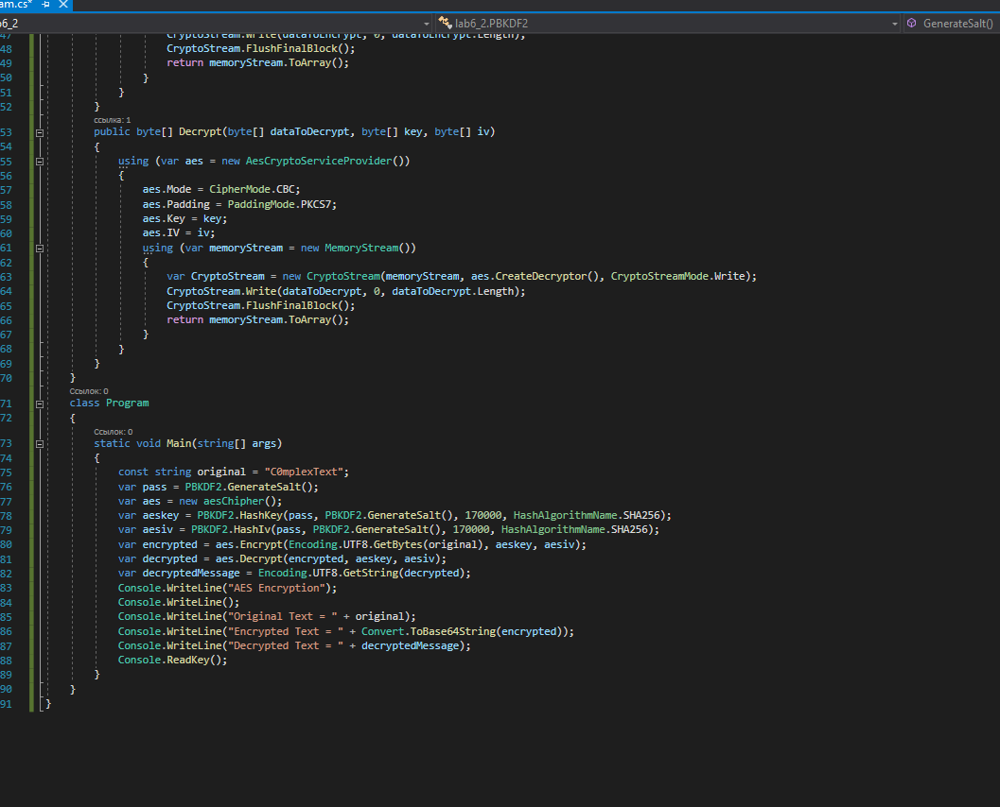 am.cs*
6_2 lab6_2.PBKDF2 GenerateSalt()
47 CryptoStream.Write(dataToEncrypt, 0, dataToEncrypt.Length);
48 CryptoStream.FlushFinalBlock();
49 return memoryStream.ToArray();
50 }
51 }
52 }
ссылка: 1
53 public byte[] Decrypt(byte[] dataToDecrypt, byte[] key, byte[] iv)
54 {
55 using (var aes = new AesCryptoServiceProvider())
56 {
57 aes.Mode = CipherMode.CBC;
58 aes.Padding = PaddingMode.PKCS7;
59 aes.Key = key;
60 aes.IV = iv;
61 using (var memoryStream = new MemoryStream())
62 {
63 var CryptoStream = new CryptoStream(memoryStream, aes.CreateDecryptor(), CryptoStreamMode.Write);
64 CryptoStream.Write(dataToDecrypt, 0, dataToDecrypt.Length);
65 CryptoStream.FlushFinalBlock();
66 return memoryStream.ToArray();
67 }
68 }
69 }
70 }
Ссылок: 0
71 class Program
72 {
Ссылок: 0
73 static void Main(string[] args)
74 {
75 const string original = "C0mplexText";
76 var pass = PBKDF2.GenerateSalt();
77 var aes = new aesChipher();
78 var aeskey = PBKDF2.HashKey(pass, PBKDF2.GenerateSalt(), 170000, HashAlgorithmName.SHA256);
79 var aesiv = PBKDF2.HashIv(pass, PBKDF2.GenerateSalt(), 170000, HashAlgorithmName.SHA256);
80 var encrypted = aes.Encrypt(Encoding.UTF8.GetBytes(original), aeskey, aesiv);
81 var decrypted = aes.Decrypt(encrypted, aeskey, aesiv);
82 var decryptedMessage = Encoding.UTF8.GetString(decrypted);
83 Console.WriteLine("AES Encryption");
84 Console.WriteLine();
85 Console.WriteLine("Original Text = " + original);
86 Console.WriteLine("Encrypted Text = " + Convert.ToBase64String(encrypted));
87 Console.WriteLine("Decrypted Text = " + decryptedMessage);
88 Console.ReadKey();
89 }
90 }
91 }